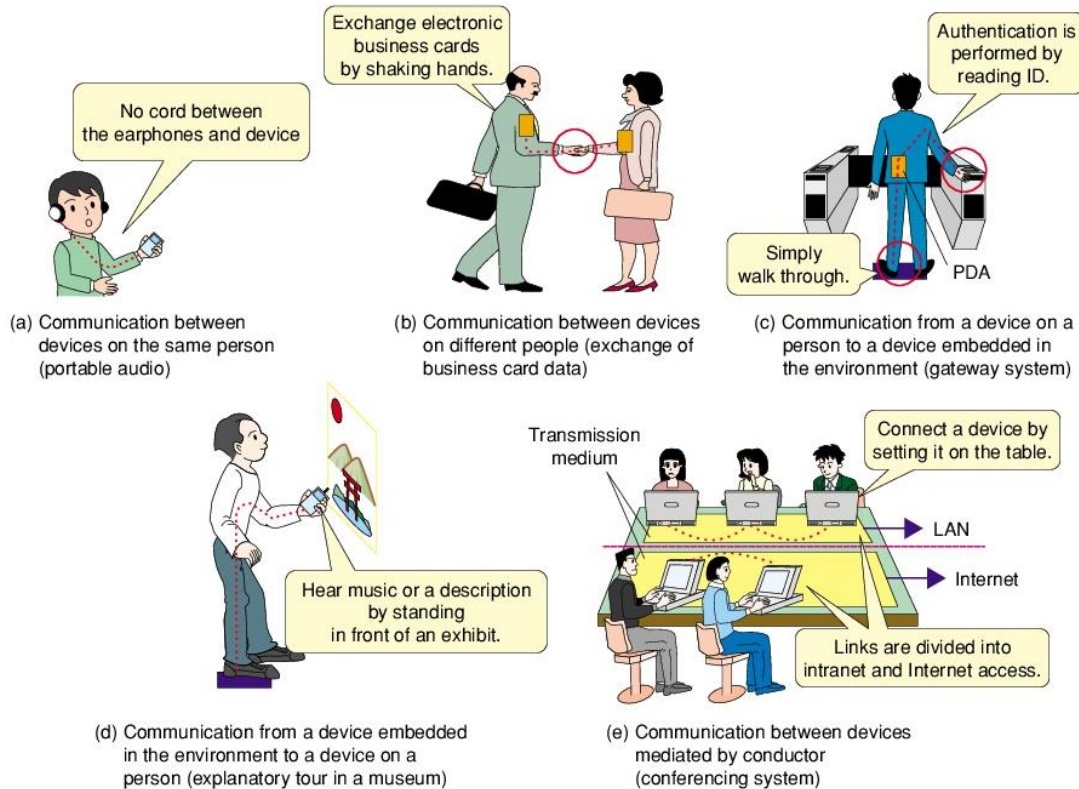 No cord between
the earphones and device
(a) Communication between
devices on the same person
(portable audio)
Exchange electronic
business cards
by shaking hands.
(b) Communication between devices
on different people (exchange of
business card data)
Authentication is
performed by
reading ID.
Simply
walk through.
PDA
(c) Communication from a device on a
person to a device embedded in
the environment (gateway system)
Hear music or a description
by standing
in front of an exhibit.
(d) Communication from a device embedded
in the environment to a device on a
person (explanatory tour in a museum)
Transmission
medium
Connect a device by
setting it on the table.
LAN
Internet
Links are divided into
intranet and Internet access.
(e) Communication between devices
mediated by conductor
(conferencing system)